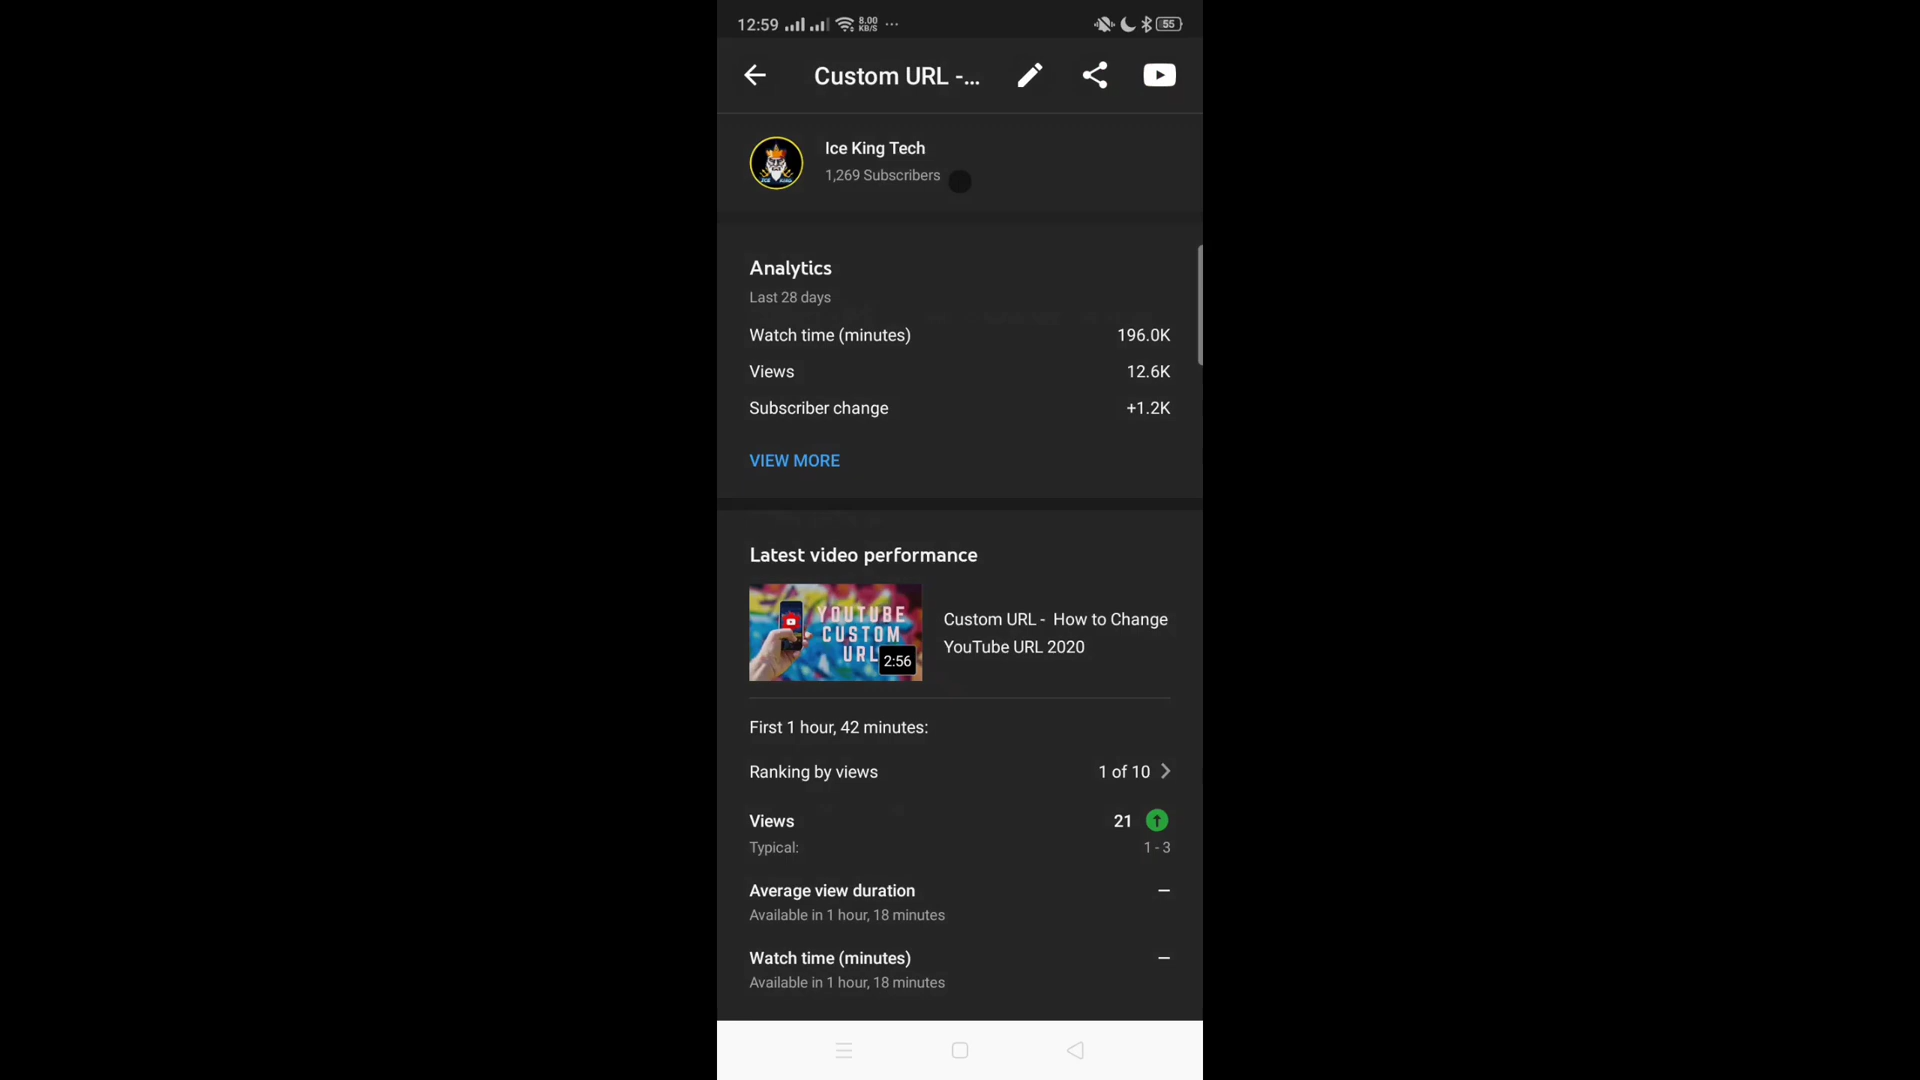 12:59 8.00 KB/S ... 55
Custom URL -...
Ice King Tech
1,269 Subscribers
Analytics
Last 28 days
Watch time (minutes) 196.0K
Views 12.6K
Subscriber change +1.2K
VIEW MORE
Latest video performance
YOUTUBE
CUSTOM
URL
2:56
Custom URL - How to Change
YouTube URL 2020
First 1 hour, 42 minutes:
Ranking by views 1 of 10
Views 21
Typical: 1 - 3
Average view duration –
Available in 1 hour, 18 minutes
Watch time (minutes) –
Available in 1 hour, 18 minutes